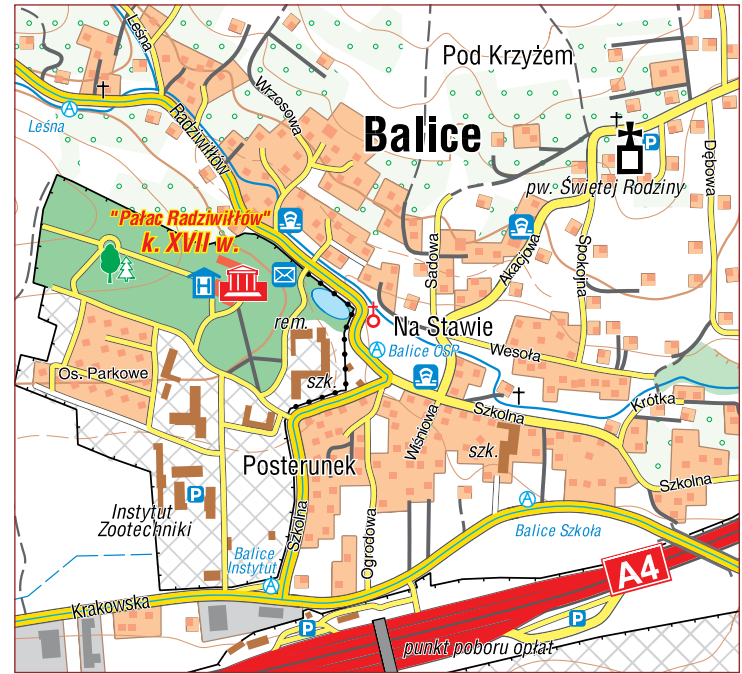 Leśna
Pod Krzyżem
Wrzosowa
Leśna
Radziwiłłów
Balice
P
Dębowa
pw. Świętej Rodziny
"Pałac Radziwiłłów"
k. XVII-w.
Sadowa
Akacjowa
Spokojna
H
rem.
Na Stawie
Balice OSP
Wesoła
Os. Parkowe
szk.
Krótka
Szkolna
Wiśniowa
szk.
Posterunek
Szkolna
P
Instytut
Zootechniki
Szkolna
Ogrodowa
Balice Szkoła
Balice
Instytut
A4
Krakowska
P
P
punkt poboru opłat